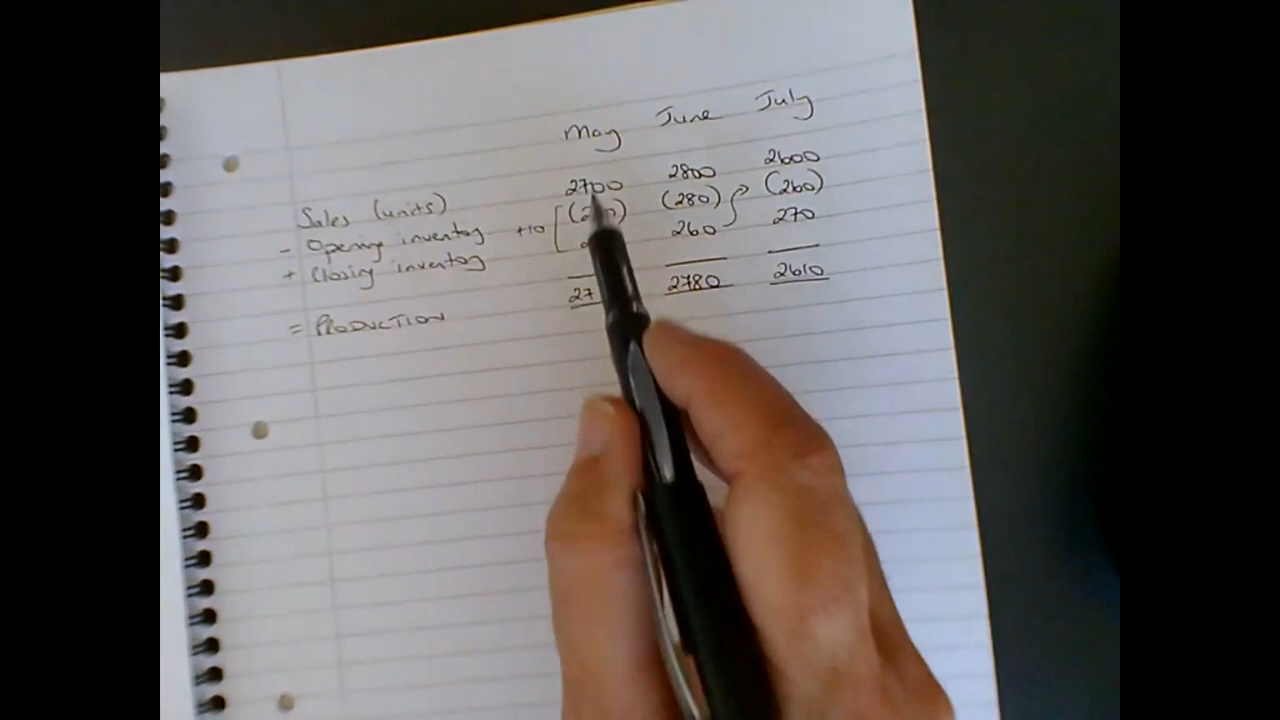 May June July
Sales (units) 2700 2800 2600
- Opening inventory (280) (260)
+ Closing inventory +10 260 270
= PRODUCTION 2780 2610